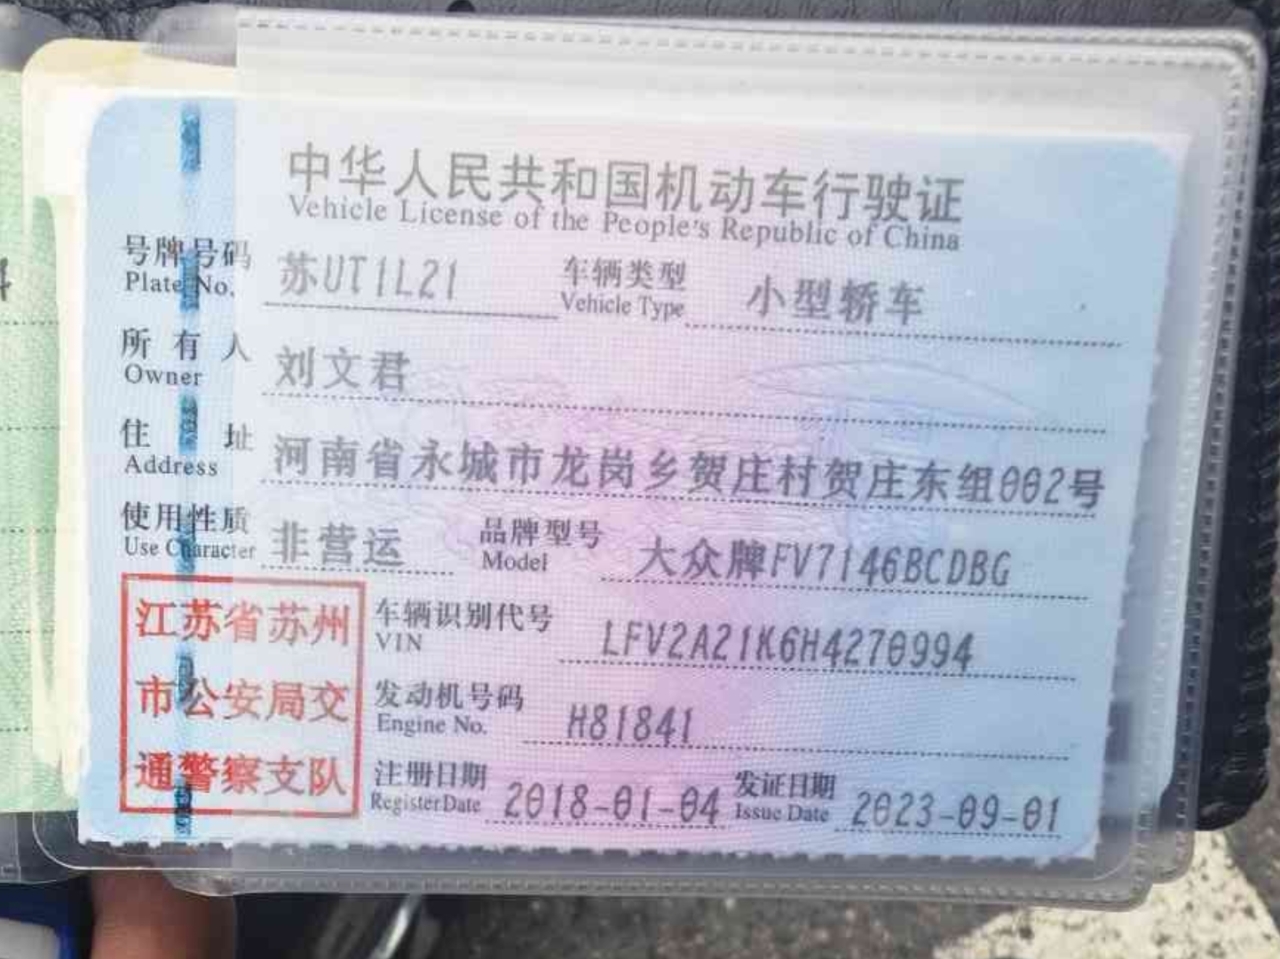 中华人民共和国机动车行驶证
Vehicle License of the People's Republic of China
号牌号码 苏UT1L21 车辆类型 小型轿车
Plate No. Vehicle Type
所有人 刘文君
Owner
住址 河南省永城市龙岗乡贺庄村贺庄东组002号
Address
使用性质 非营运 品牌型号 大众牌FV7146BCDBG
Use Character Model
江苏省苏州
市公安局交
通警察支队
车辆识别代号 LFV2A21K6H4270994
VIN
发动机号码 H81841
Engine No.
注册日期 2018-01-04 发证日期 2023-09-01
Register Date Issue Date